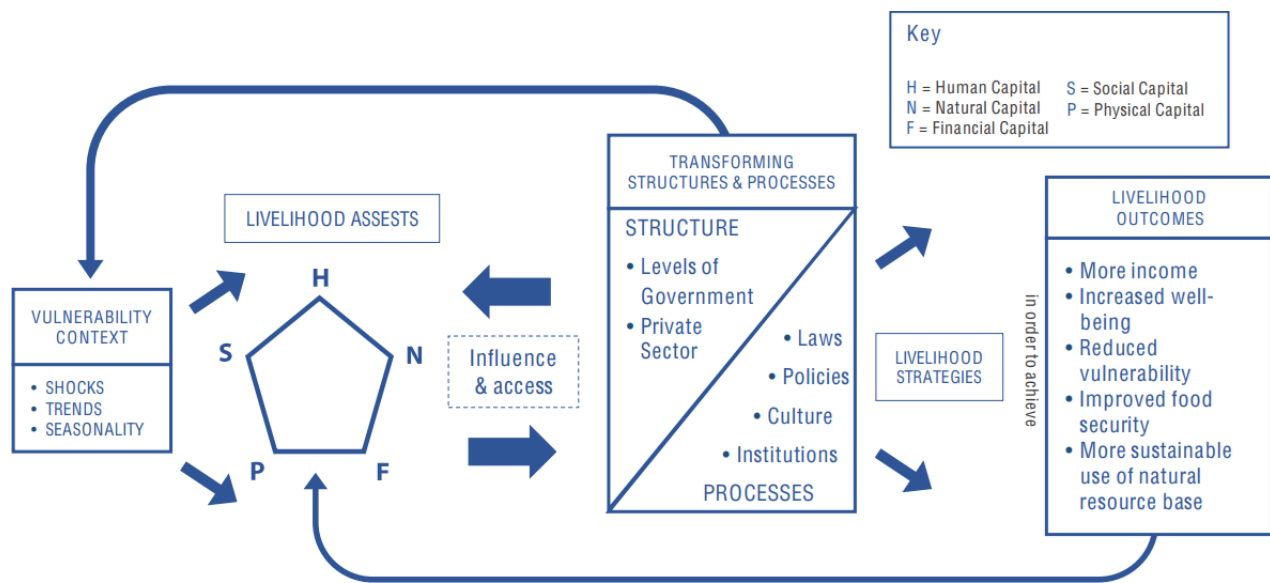 Key
H = Human Capital
S = Social Capital
N = Natural Capital
P = Physical Capital
F = Financial Capital
TRANSFORMING
STRUCTURES & PROCESSES
STRUCTURE
• Levels of
Government
• Private
Sector
• Laws
• Policies
• Culture
• Institutions
PROCESSES
LIVELIHOOD ASSESTS
H
S
N
P
F
Influence
& access
VULNERABILITY
CONTEXT
• SHOCKS
• TRENDS
• SEASONALITY
LIVELIHOOD
STRATEGIES
in order to achieve
LIVELIHOOD
OUTCOMES
• More income
• Increased well-
being
• Reduced
vulnerability
• Improved food
security
• More sustainable
use of natural
resource base